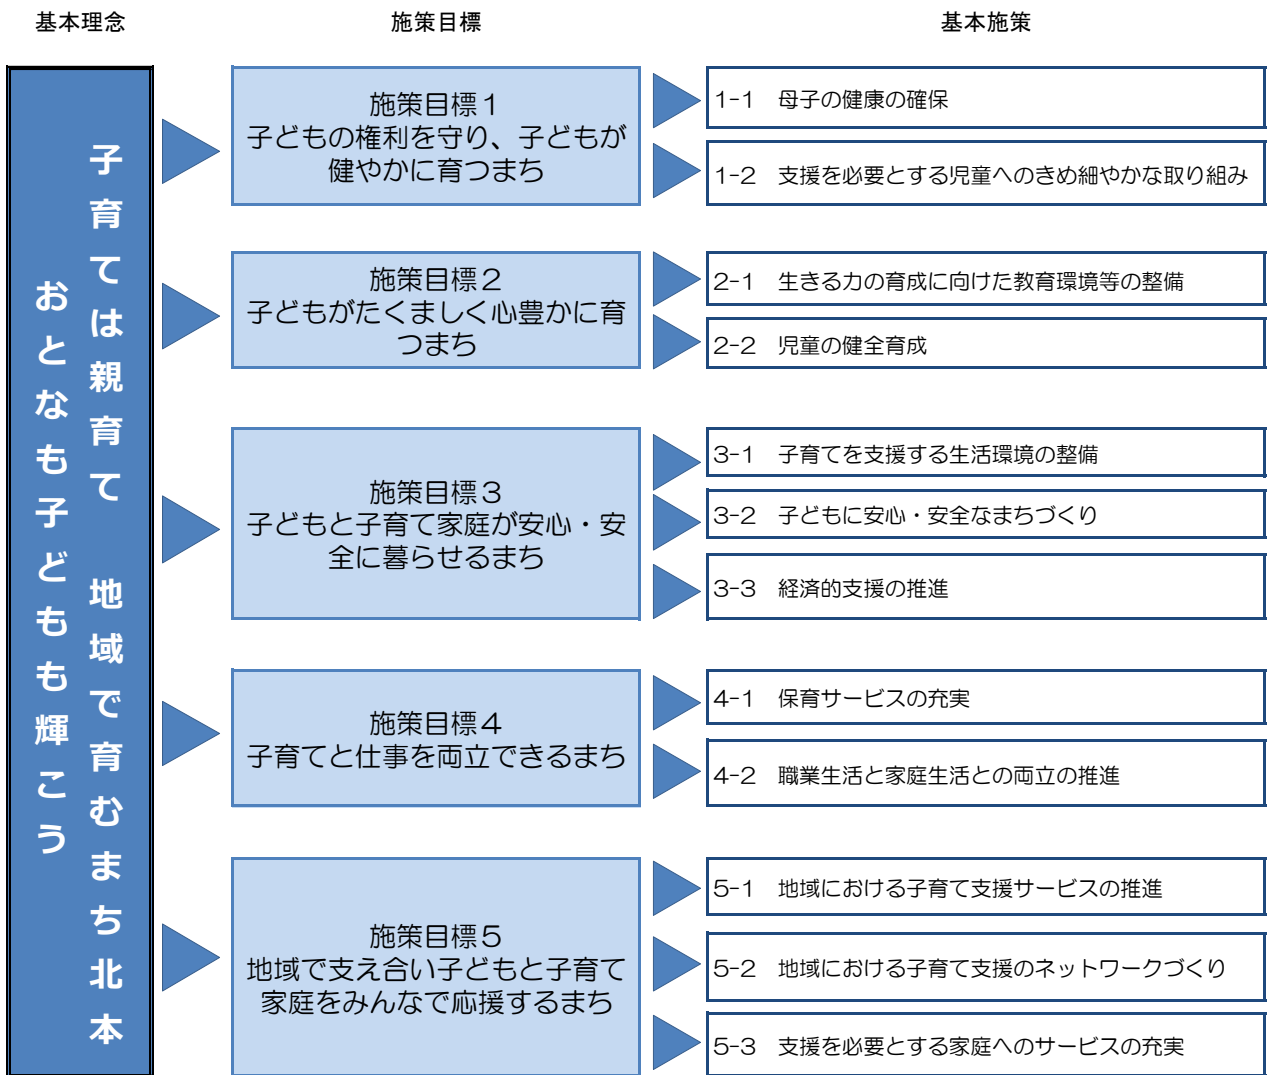 基本理念
施策目標
基本施策
子育ては親育て　地域で育むまち北本
おとなも子どもも輝こう
施策目標１
子どもの権利を守り、子どもが
健やかに育つまち
1-1　母子の健康の確保
1-2　支援を必要とする児童へのきめ細やかな取り組み
施策目標２
子どもがたくましく心豊かに育
つまち
2-1　生きる力の育成に向けた教育環境等の整備
2-2　児童の健全育成
施策目標３
子どもと子育て家庭が安心・安
全に暮らせるまち
3-1　子育てを支援する生活環境の整備
3-2　子どもに安心・安全なまちづくり
3-3　経済的支援の推進
施策目標４
子育てと仕事を両立できるまち
4-1　保育サービスの充実
4-2　職業生活と家庭生活との両立の推進
施策目標５
地域で支え合い子どもと子育て
家庭をみんなで応援するまち
5-1　地域における子育て支援サービスの推進
5-2　地域における子育て支援のネットワークづくり
5-3　支援を必要とする家庭へのサービスの充実